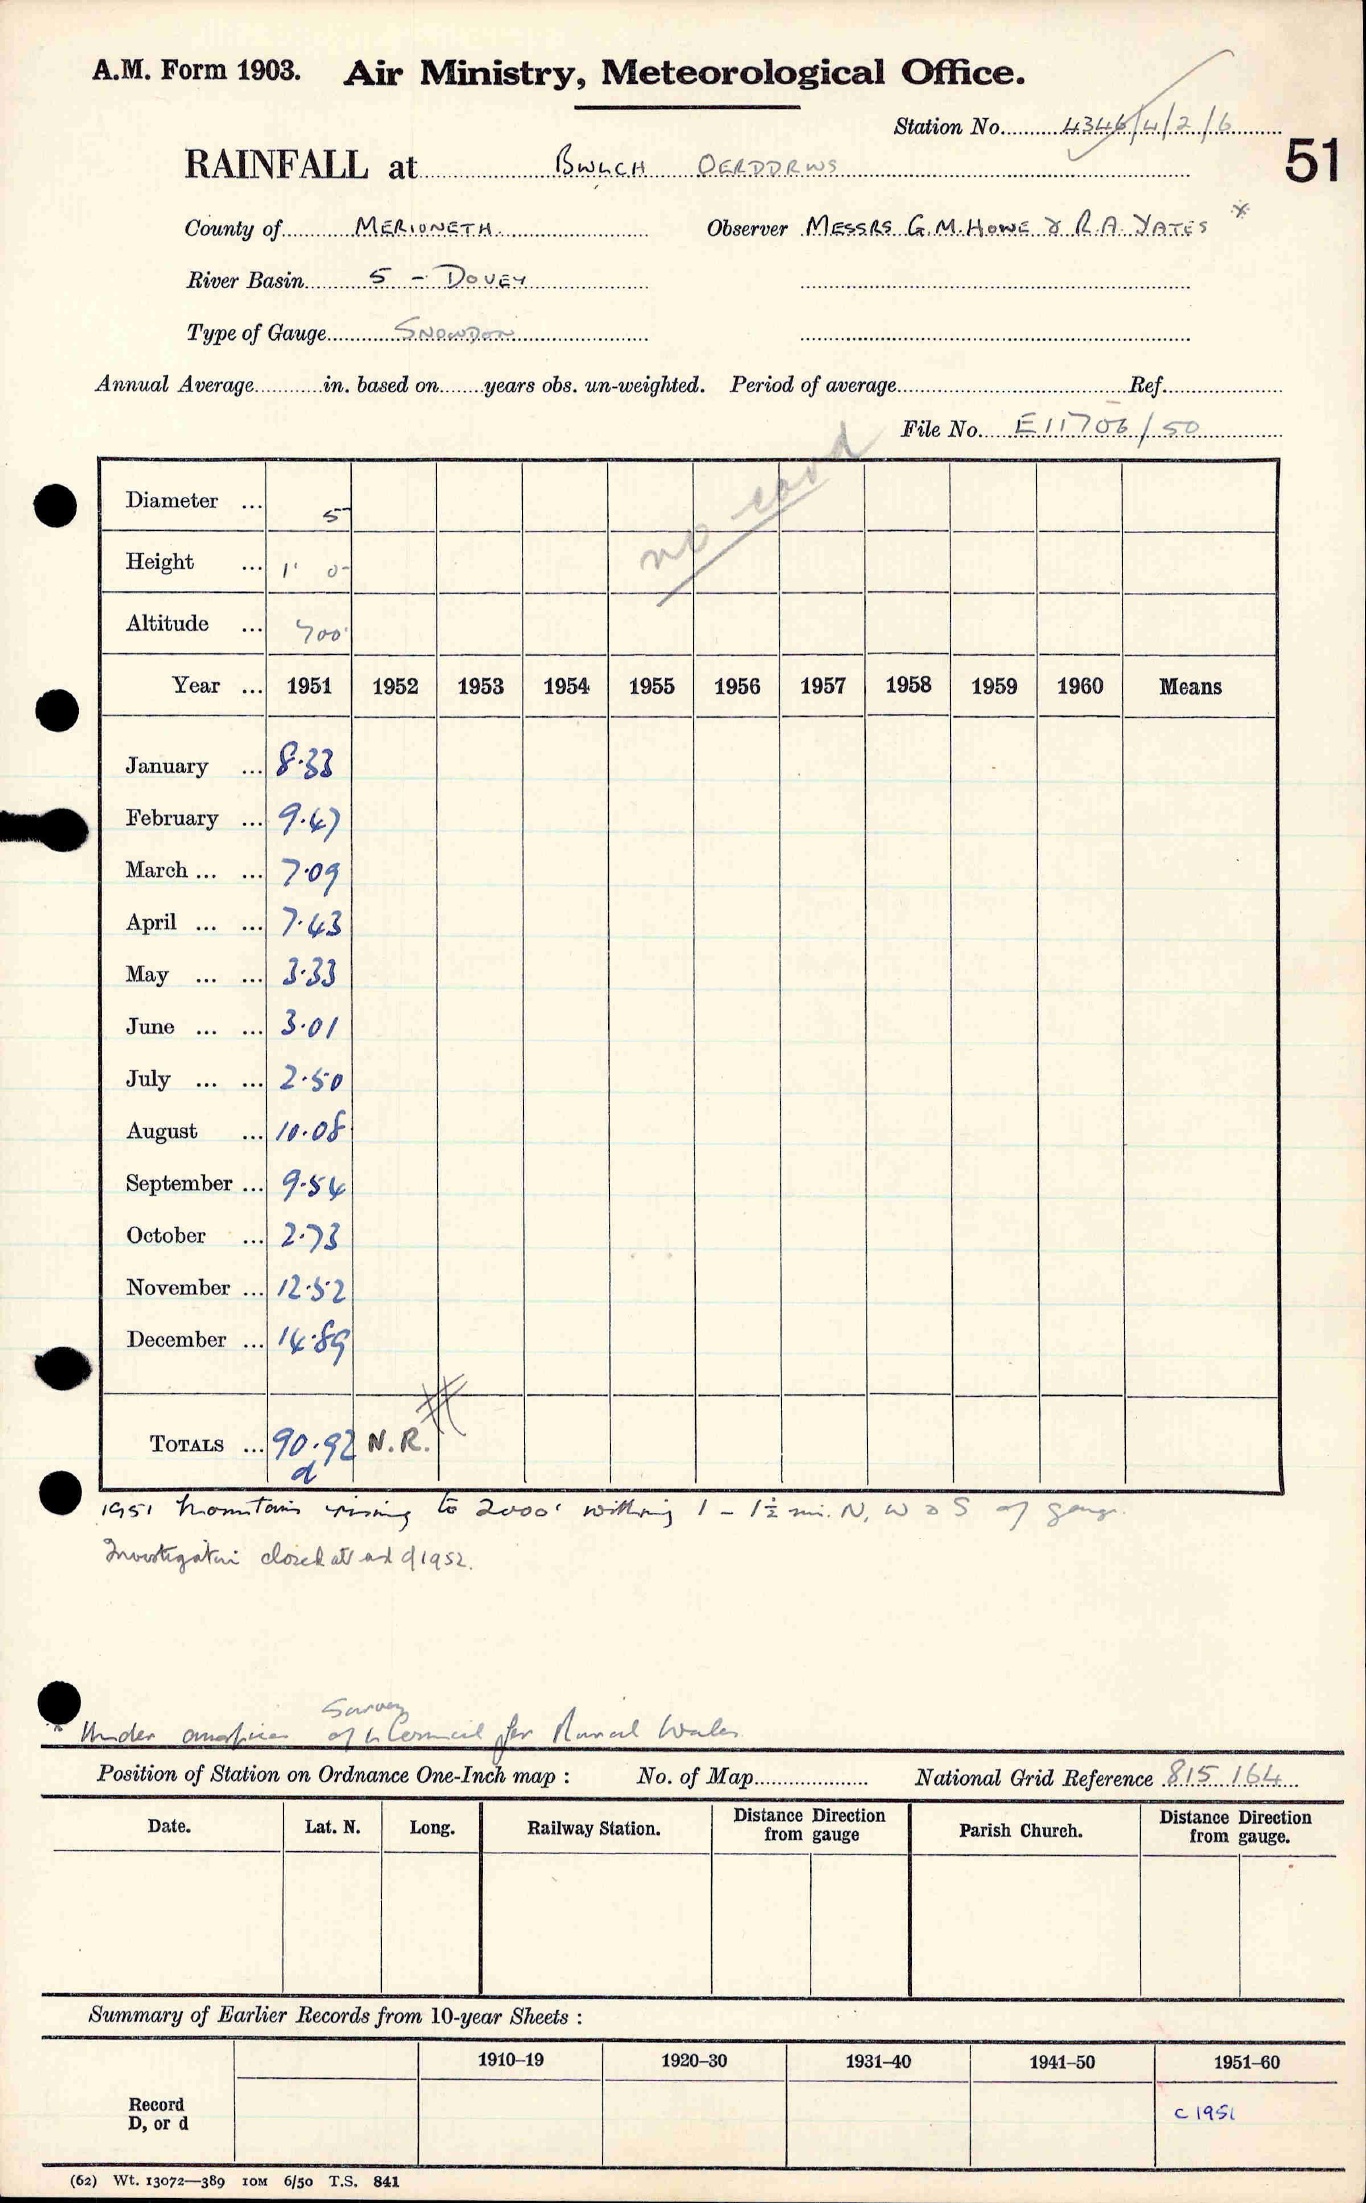 A.M. Form 1903. Air Ministry, Meteorological Office.
Station No. 4346/4/2/6
51
RAINFALL at BWLCH OERDDRWS
County of MERIONETH Observer MESSRS G.M. HOWE & R.A. YATES *
River Basin 5 - DOVEY
Type of Gauge SNOWDON
Annual Average in. based on years obs. un-weighted. Period of average Ref.
File No. E11706/50
no card
Diameter ... 5
Height ... 1' 0
Altitude ... 700'
Year ... 1951 1952 1953 1954 1955 1956 1957 1958 1959 1960 Means
January ... 8.33
February ... 9.47
March ... ... 7.09
April ... ... 7.43
May ... ... 3.33
June ... ... 3.01
July ... ... 2.50
August ... 10.08
September ... 9.54
October ... 2.73
November ... 12.52
December ... 14.89
TOTALS ... 90.92 N.R.
d
1951 Mountains rising to 2000' within 1 - 1½ mi. N, W & S of gauge.
Investigation closed at end of 1952.
Survey
* Under auspices of Council for Rural Wales
Position of Station on Ordnance One-Inch map : No. of Map National Grid Reference 815 164
Date. Lat. N. Long. Railway Station. Distance from Direction gauge Parish Church. Distance from Direction gauge.
Summary of Earlier Records from 10-year Sheets :
1910–19 1920–30 1931–40 1941–50 1951–60
Record
D, or d
c 1951
(62) Wt. 13072—389 10M 6/50 T.S. 841